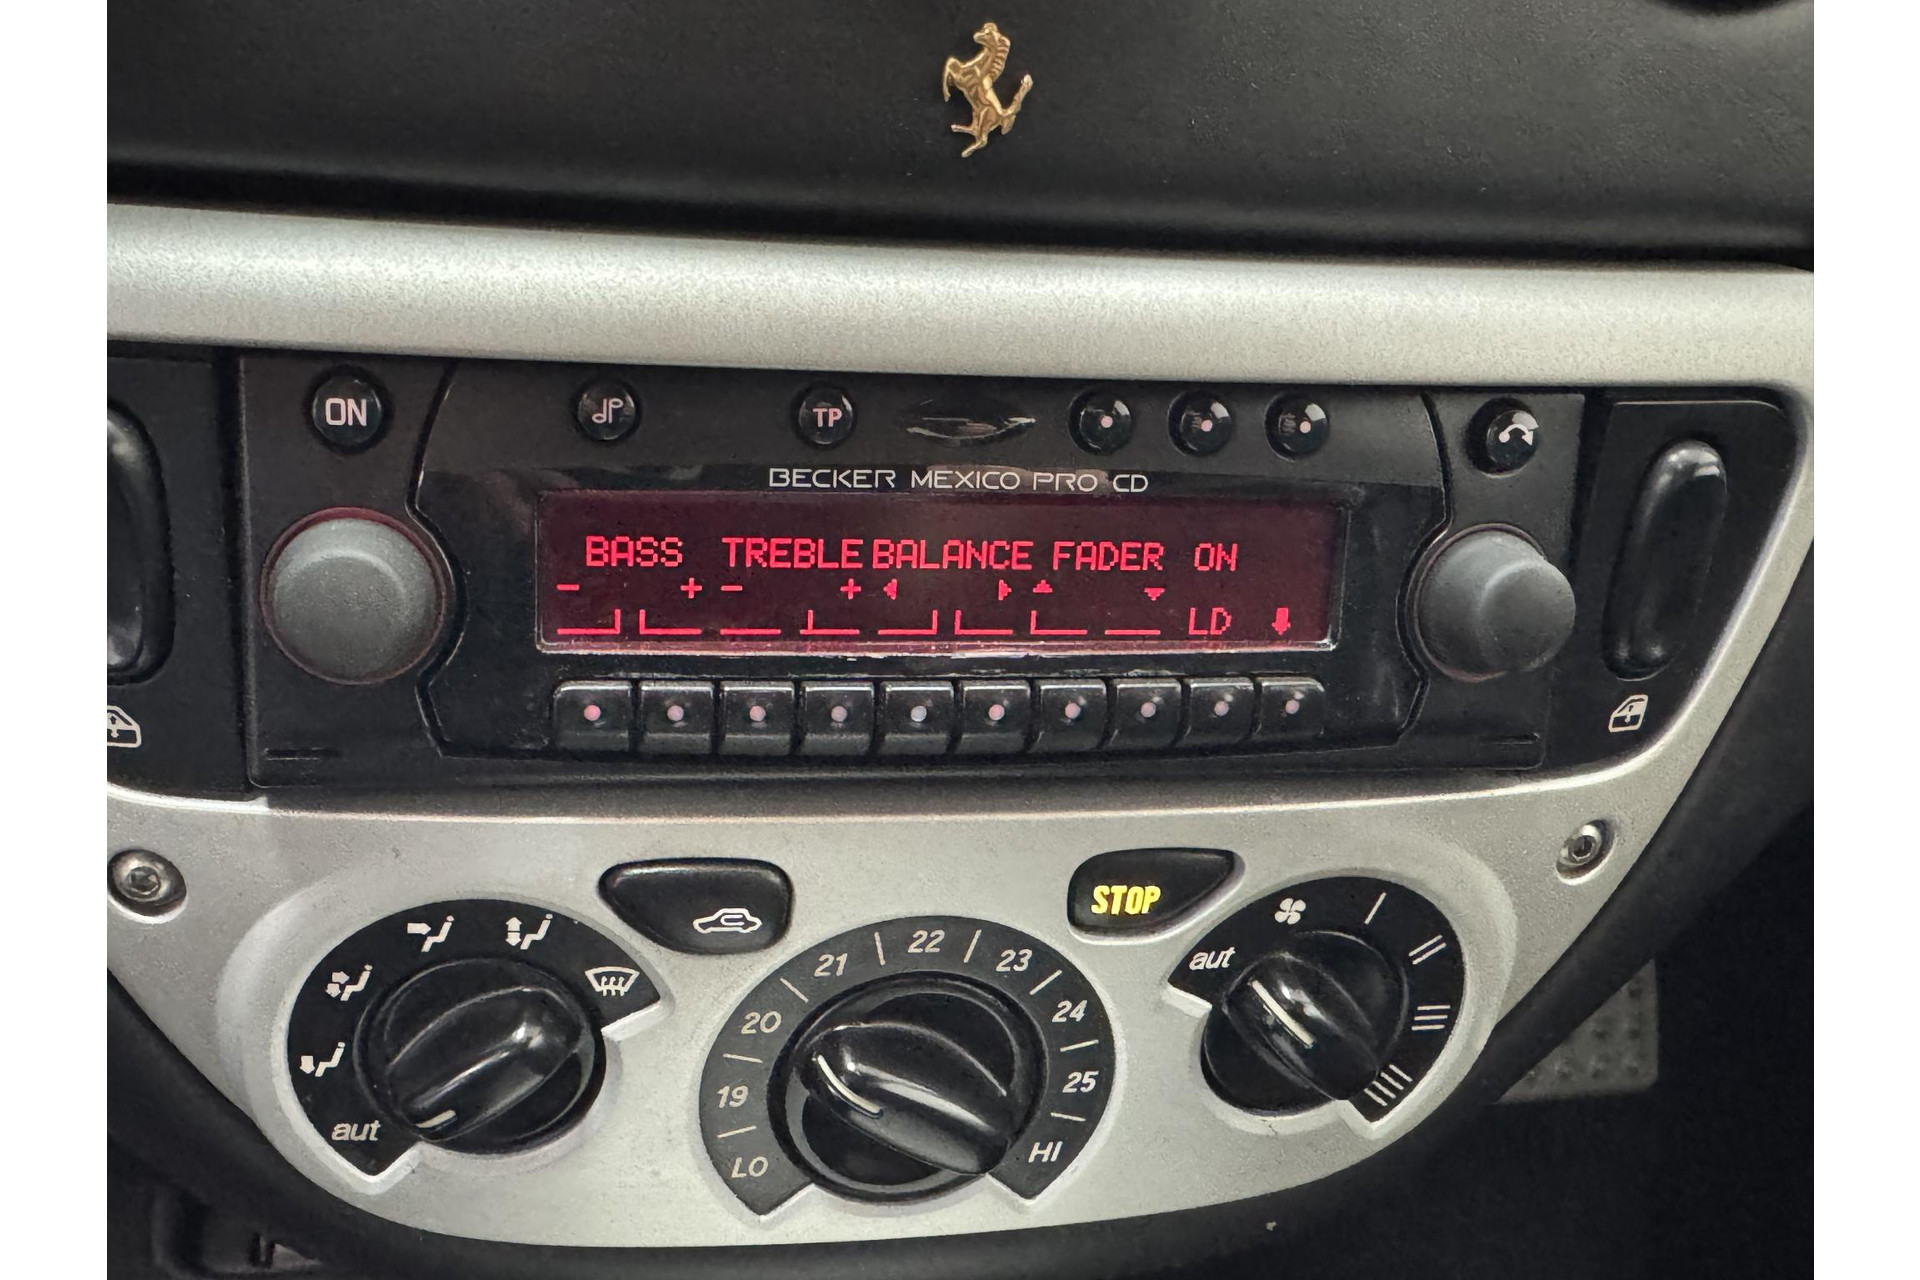 ON
TP
BECKER MEXICO PRO CD
BASS TREBLE BALANCE FADER ON
- + - +
LD
STOP
aut
LO 19 20 21 22 23 24 25 HI
aut